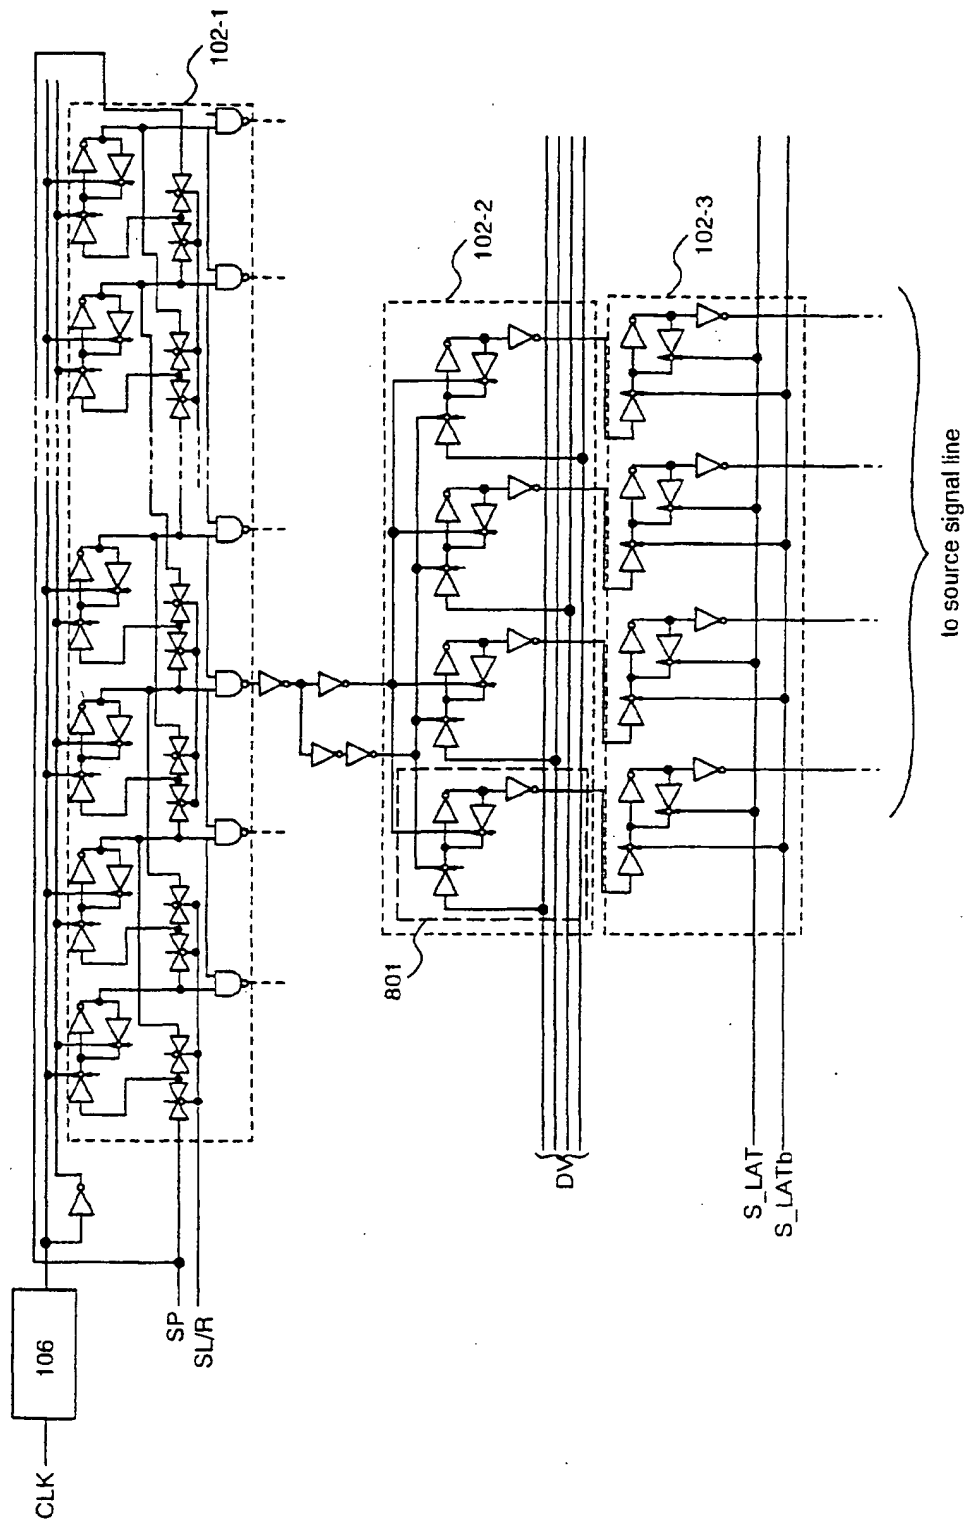 CLK
106
SP
SL/R
102-1
102-2
801
DV
102-3
S_LAT
S_LATb
to source signal line